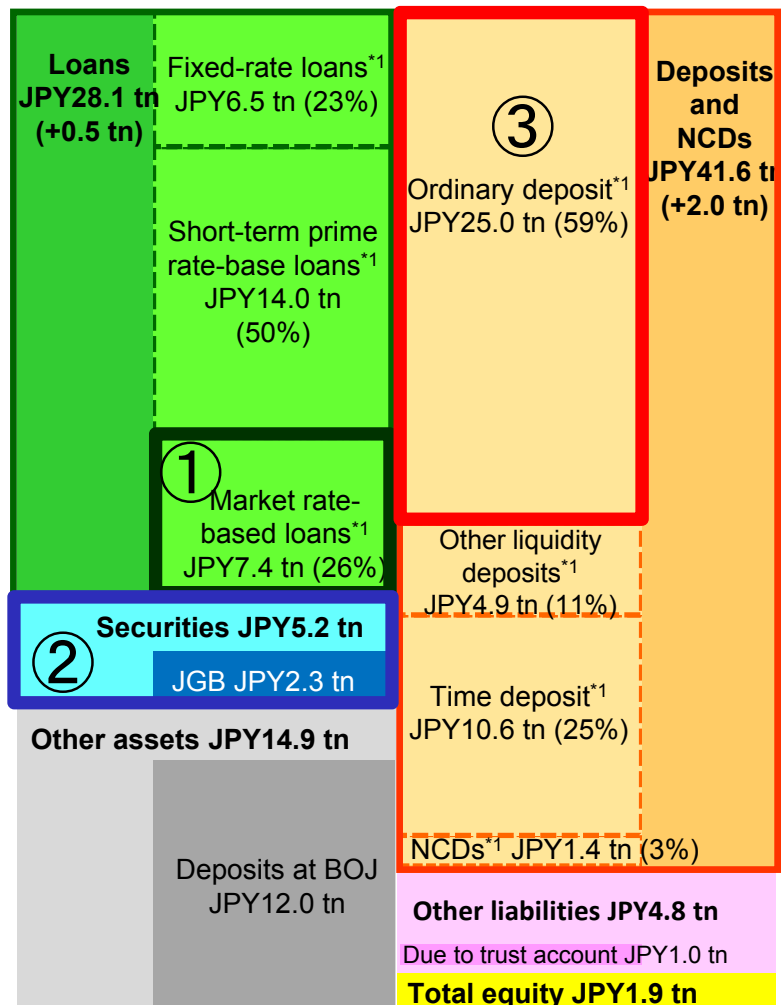 Loans
JPY28.1 tn
(+0.5 tn)
Fixed-rate loans*1
JPY6.5 tn (23%)
Short-term prime
rate-base loans*1
JPY14.0 tn
(50%)
①
Market rate-
based loans*1
JPY7.4 tn (26%)
②
Securities JPY5.2 tn
JGB JPY2.3 tn
Other assets JPY14.9 tn
Deposits at BOJ
JPY12.0 tn
③
Ordinary deposit*1
JPY25.0 tn (59%)
Other liquidity
deposits*1
JPY4.9 tn (11%)
Time deposit*1
JPY10.6 tn (25%)
NCDs*1 JPY1.4 tn (3%)
Deposits
and
NCDs
JPY41.6 tn
(+2.0 tn)
Other liabilities JPY4.8 tn
Due to trust account JPY1.0 tn
Total equity JPY1.9 tn